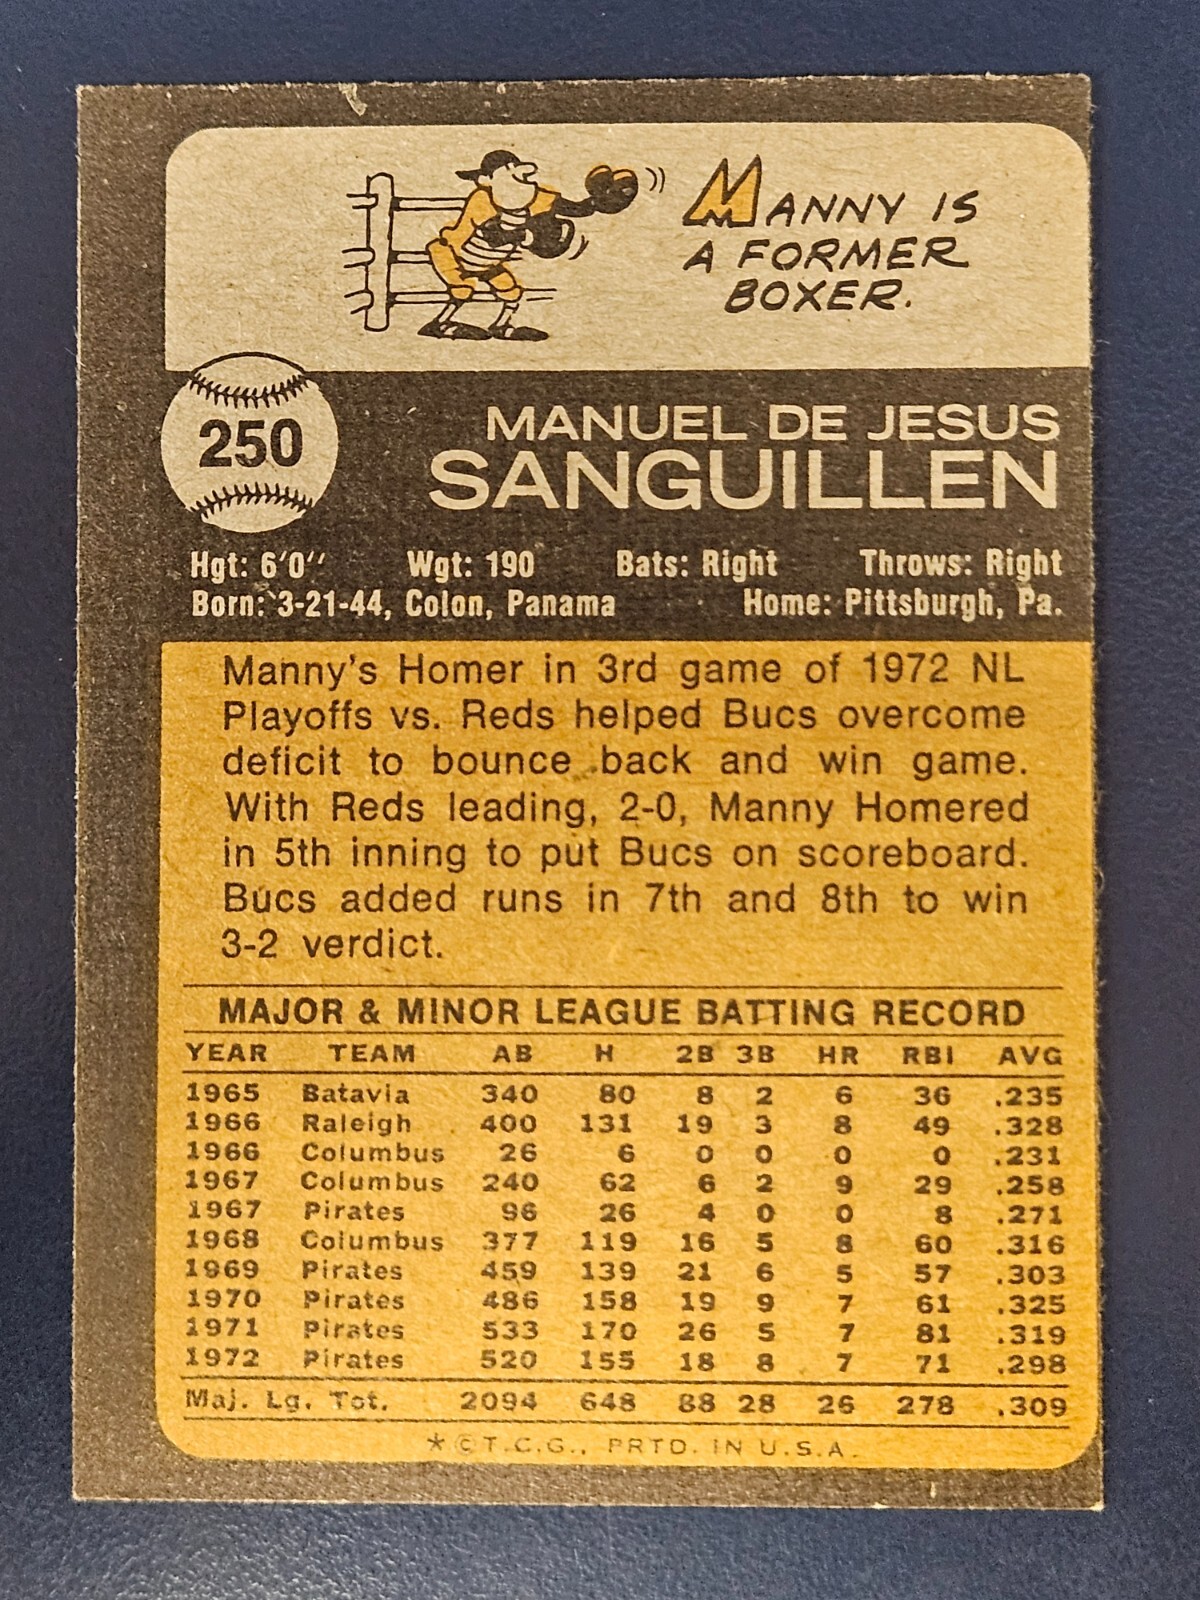 MANNY IS
A FORMER
BOXER.
250
MANUEL DE JESUS
SANGUILLEN
Hgt: 6'0'' Wgt: 190 Bats: Right Throws: Right
Born: 3-21-44, Colon, Panama Home: Pittsburgh, Pa.
Manny's Homer in 3rd game of 1972 NL
Playoffs vs. Reds helped Bucs overcome
deficit to bounce back and win game.
With Reds leading, 2-0, Manny Homered
in 5th inning to put Bucs on scoreboard.
Bucs added runs in 7th and 8th to win
3-2 verdict.
MAJOR & MINOR LEAGUE BATTING RECORD
YEAR TEAM AB H 2B 3B HR RBI AVG
1965 Batavia 340 80 8 2 6 36 .235
1966 Raleigh 400 131 19 3 8 49 .328
1966 Columbus 26 6 0 0 0 0 .231
1967 Columbus 240 62 6 2 9 29 .258
1967 Pirates 96 26 4 0 0 8 .271
1968 Columbus 377 119 16 5 8 60 .316
1969 Pirates 459 139 21 6 5 57 .303
1970 Pirates 486 158 19 9 7 61 .325
1971 Pirates 533 170 26 5 7 81 .319
1972 Pirates 520 155 18 8 7 71 .298
Maj. Lg. Tot. 2094 648 88 28 26 278 .309
*©T.C.G., PRTD. IN U.S.A.